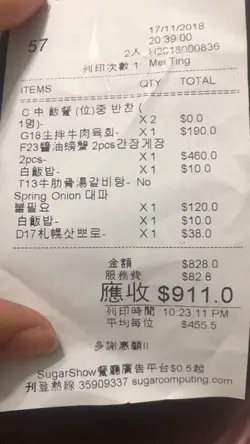 57
17/11/2018
20:39:00
2人 H2018000836
列印次數 1 Mei Ting
ITEMS QTY TOTAL
C 中 飯餐 (位)중 반찬 (
1명)- X 2 $0.0
G18生拌牛肉육회- X 1 $190.0
F23醬油螃蟹 2pcs간장게장
2pcs- X 1 $460.0
白飯밥- X 1 $10.0
T13牛肋骨湯갈비탕- No
Spring Onion 대파
불필요 X 1 $120.0
白飯밥- X 1 $10.0
D17札幌삿뽀로- X 1 $38.0
金額 $828.0
服務費 $82.8
應收 $911.0
列印時間 10:23:11 PM
平均每位 $455.5
多謝惠顧!!
SugarShow餐廳廣告平台$0.5起
刊登熱線 35909337 sugarcomputing.com